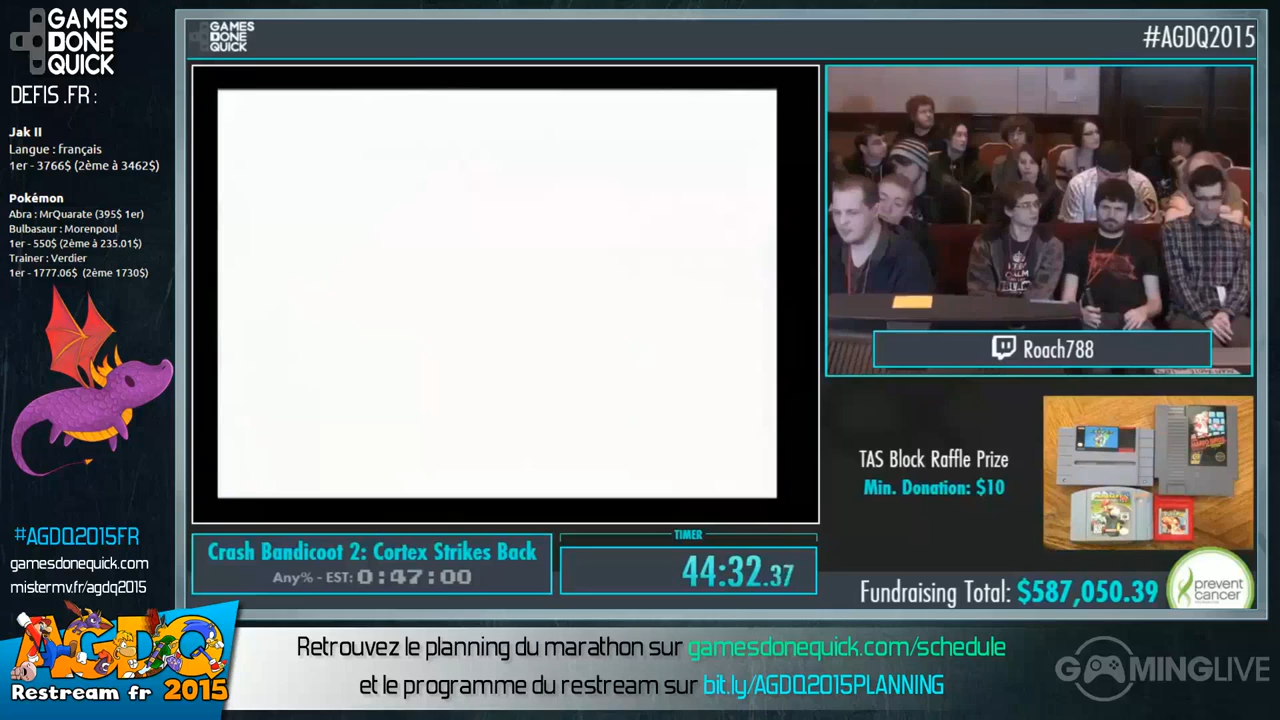 GAMES
DONE
QUICK
DEFIS .FR :
Jak II
Langue : français
1er - 3766$ (2ème à 3462$)
Pokémon
Abra : MrQuarate (395$ 1er)
Bulbasaur : Morenpoul
1er - 550$ (2ème à 235.01$)
Trainer : Verdier
1er - 1777.06$ (2ème 1730$)
#AGDQ2015FR
gamesdonequick.com
mistermv.fr/agdq2015
AGDQ
Restream fr 2015
GAMES
DONE
QUICK
#AGDQ2015
Roach788
TAS Block Raffle Prize
Min. Donation: $10
Crash Bandicoot 2: Cortex Strikes Back
Any% - EST: 0:47:00
TIMER
44:32.37
Fundraising Total: $587,050.39
prevent
cancer
Retrouvez le planning du marathon sur gamesdonequick.com/schedule
et le programme du restream sur bit.ly/AGDQ2015PLANNING
GAMINGLIVE